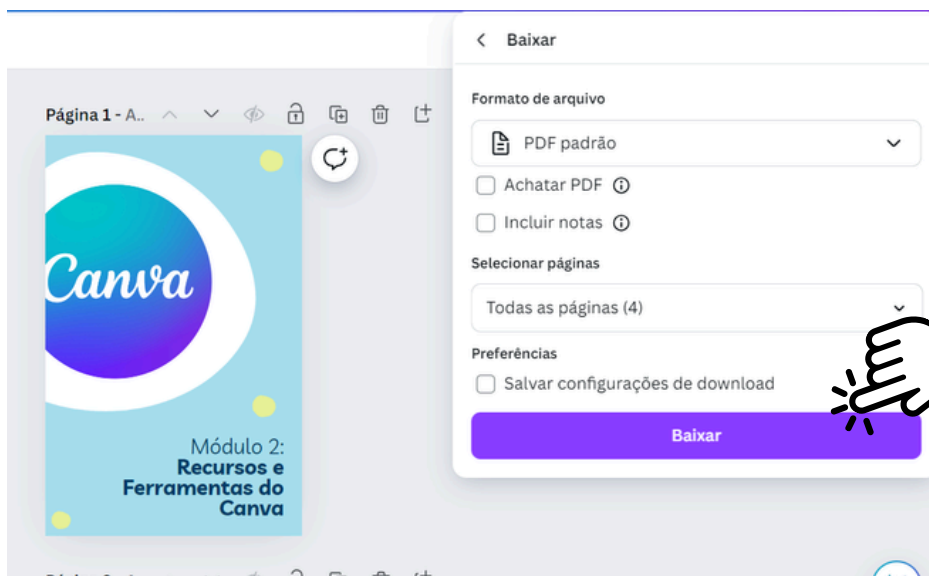 Baixar
Formato de arquivo
PDF padrão
Achatar PDF
Incluir notas
Selecionar páginas
Todas as páginas (4)
Preferências
Salvar configurações de download
Baixar
Página 1 - A..
Canva
Módulo 2:
Recursos e
Ferramentas do
Canva